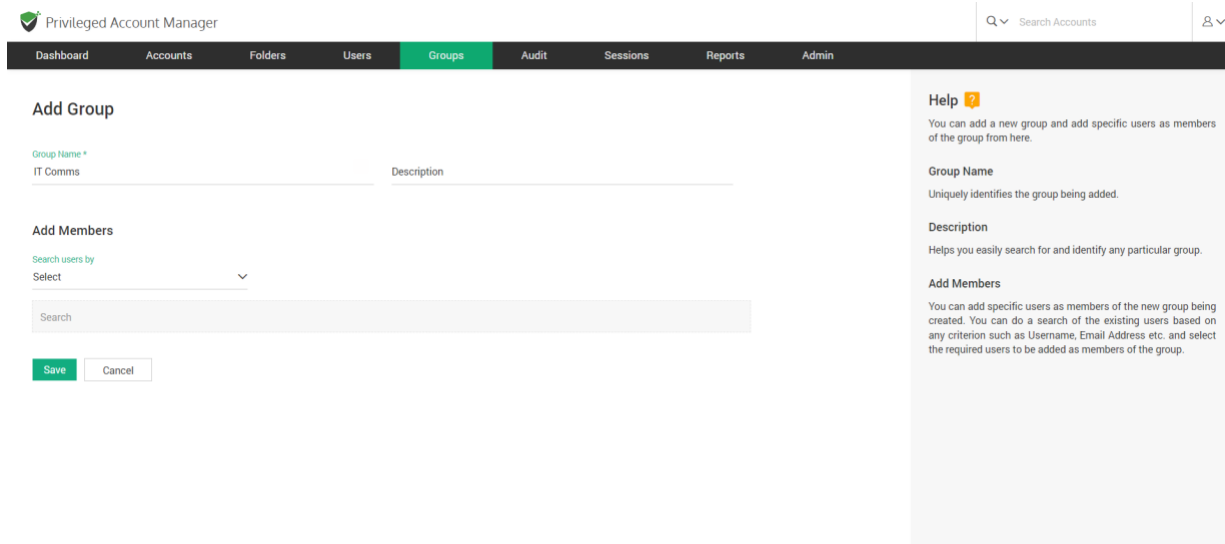 Privileged Account Manager
Search Accounts
Dashboard Accounts Folders Users Groups Audit Sessions Reports Admin
Add Group
Group Name *
IT Comms
Description
Add Members
Search users by
Select
Search
Save Cancel
Help ?
You can add a new group and add specific users as members
of the group from here.
Group Name
Uniquely identifies the group being added.
Description
Helps you easily search for and identify any particular group.
Add Members
You can add specific users as members of the new group being
created. You can do a search of the existing users based on
any criterion such as Username, Email Address etc. and select
the required users to be added as members of the group.